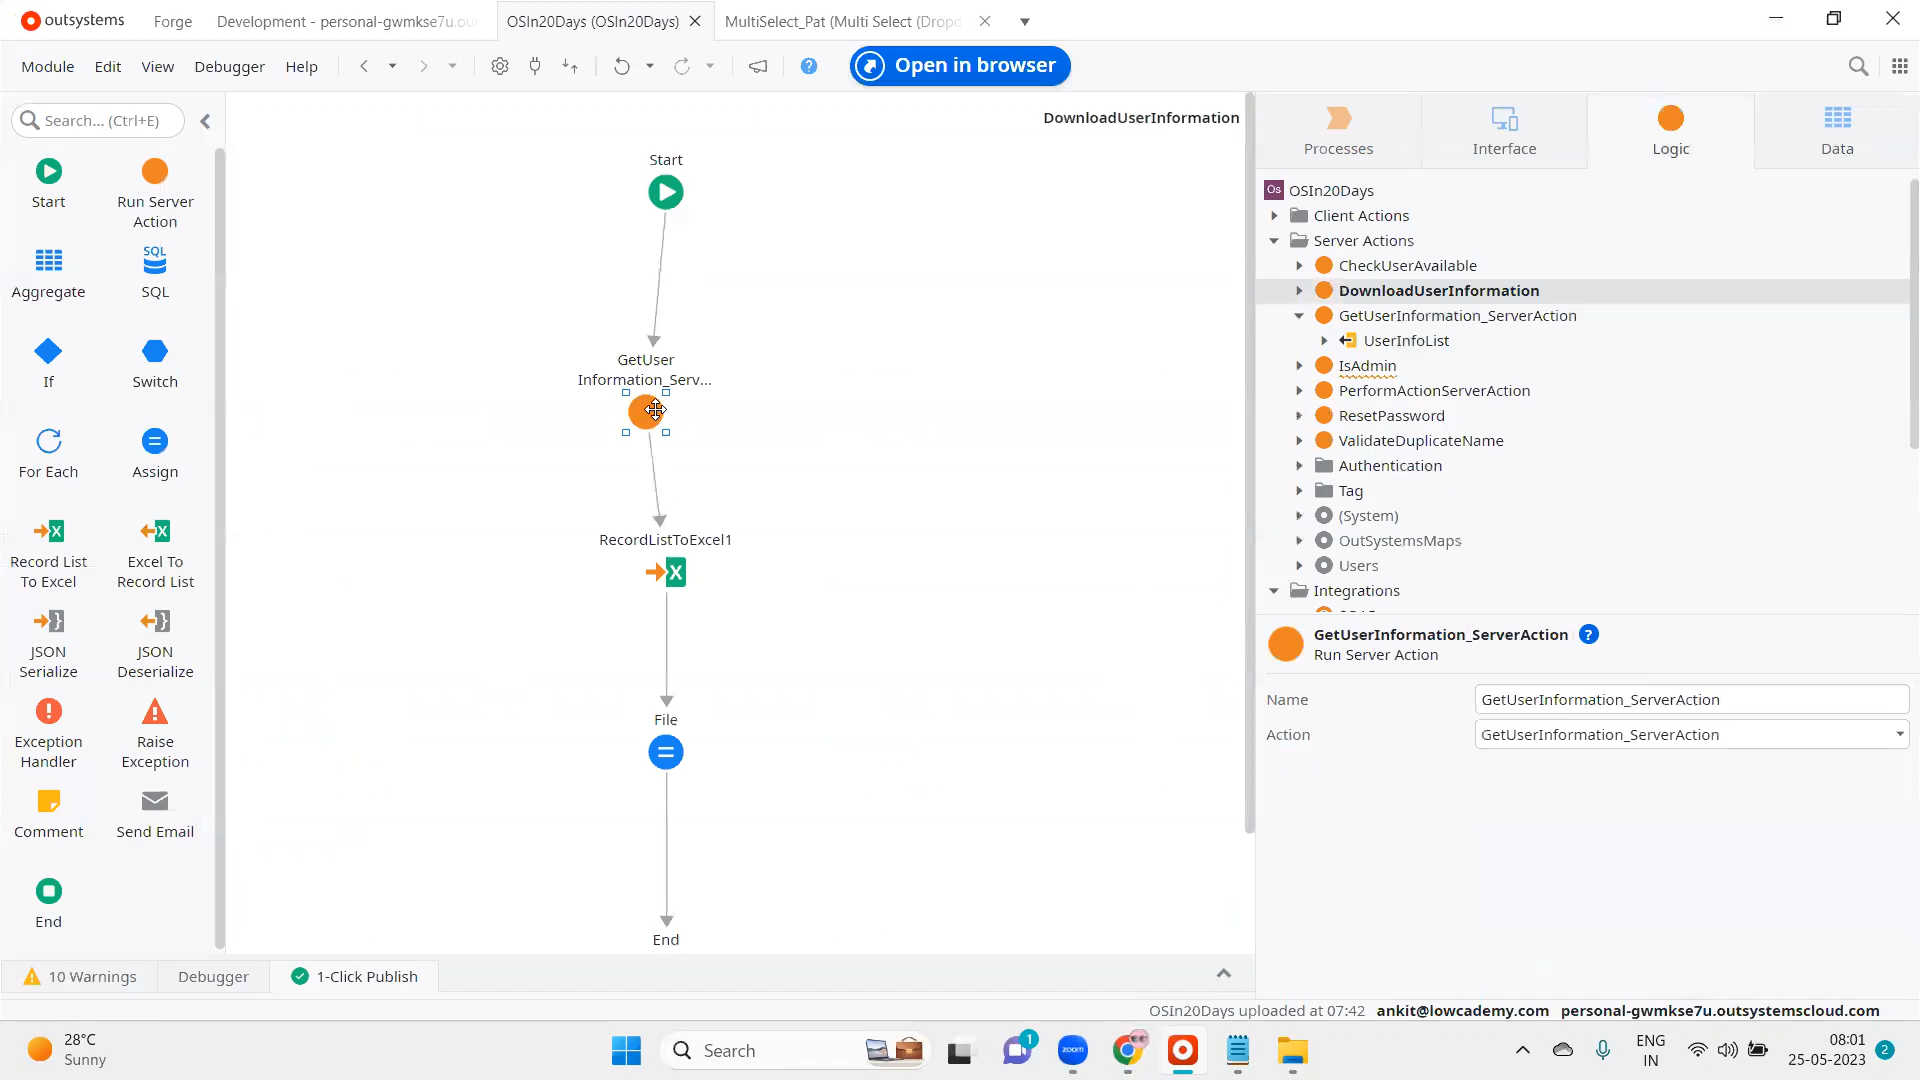 outsystems
Forge
Development - personal-gwmkse7u.ou
OSIn20Days (OSIn20Days)
MultiSelect_Pat (Multi Select (Dropd
Module
Edit
View
Debugger
Help
Open in browser
Search... (Ctrl+E)
Start
Run Server
Action
Aggregate
SQL
SQL
If
Switch
For Each
Assign
Record List
To Excel
Excel To
Record List
JSON
Serialize
JSON
Deserialize
Exception
Handler
Raise
Exception
Comment
Send Email
End
DownloadUserInformation
Start
GetUser
Information_Serv...
RecordListToExcel1
File
End
Processes
Interface
Logic
Data
Os OSIn20Days
Client Actions
Server Actions
CheckUserAvailable
DownloadUserInformation
GetUserInformation_ServerAction
UserInfoList
IsAdmin
PerformActionServerAction
ResetPassword
ValidateDuplicateName
Authentication
Tag
(System)
OutSystemsMaps
Users
Integrations
GetUserInformation_ServerAction ?
Run Server Action
Name GetUserInformation_ServerAction
Action GetUserInformation_ServerAction
10 Warnings
Debugger
1-Click Publish
OSIn20Days uploaded at 07:42 ankit@lowcademy.com personal-gwmkse7u.outsystemscloud.com
28°C
Sunny
Search
1
zoom
ENG
IN
08:01
25-05-2023
2